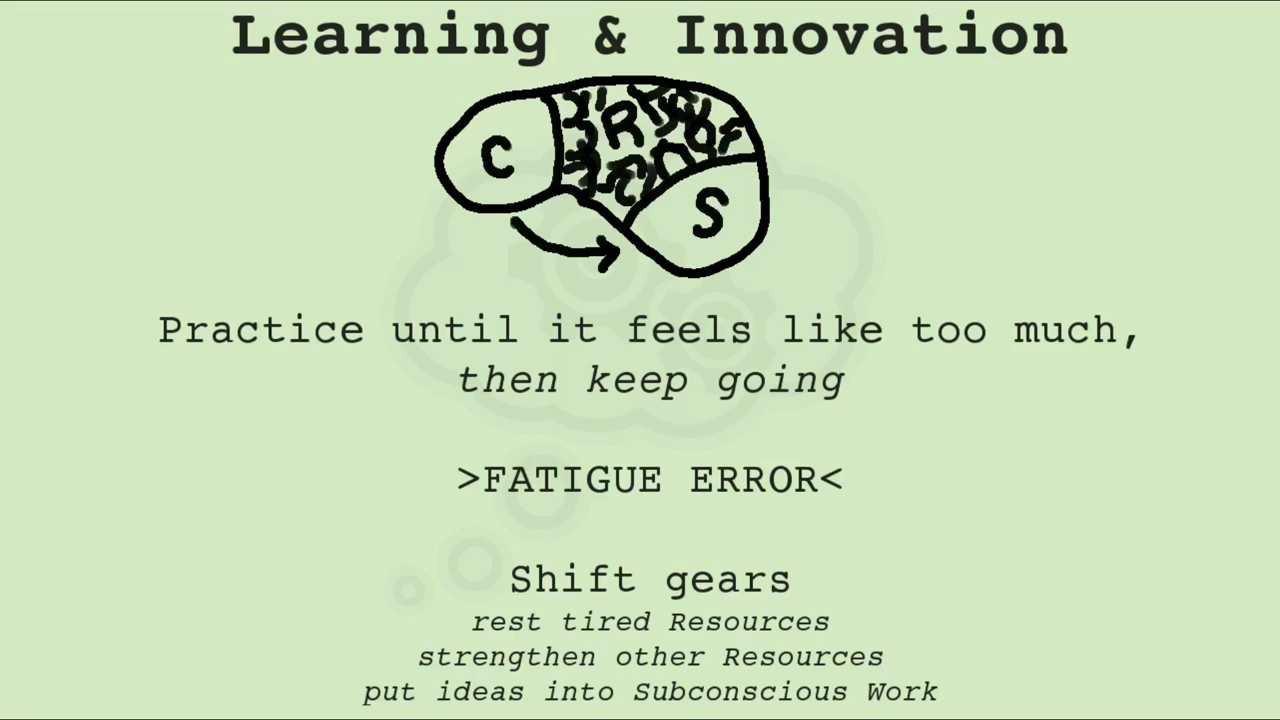 Learning & Innovation
C
R
S
Practice until it feels like too much,
then keep going
>FATIGUE ERROR<
Shift gears
rest tired Resources
strengthen other Resources
put ideas into Subconscious Work